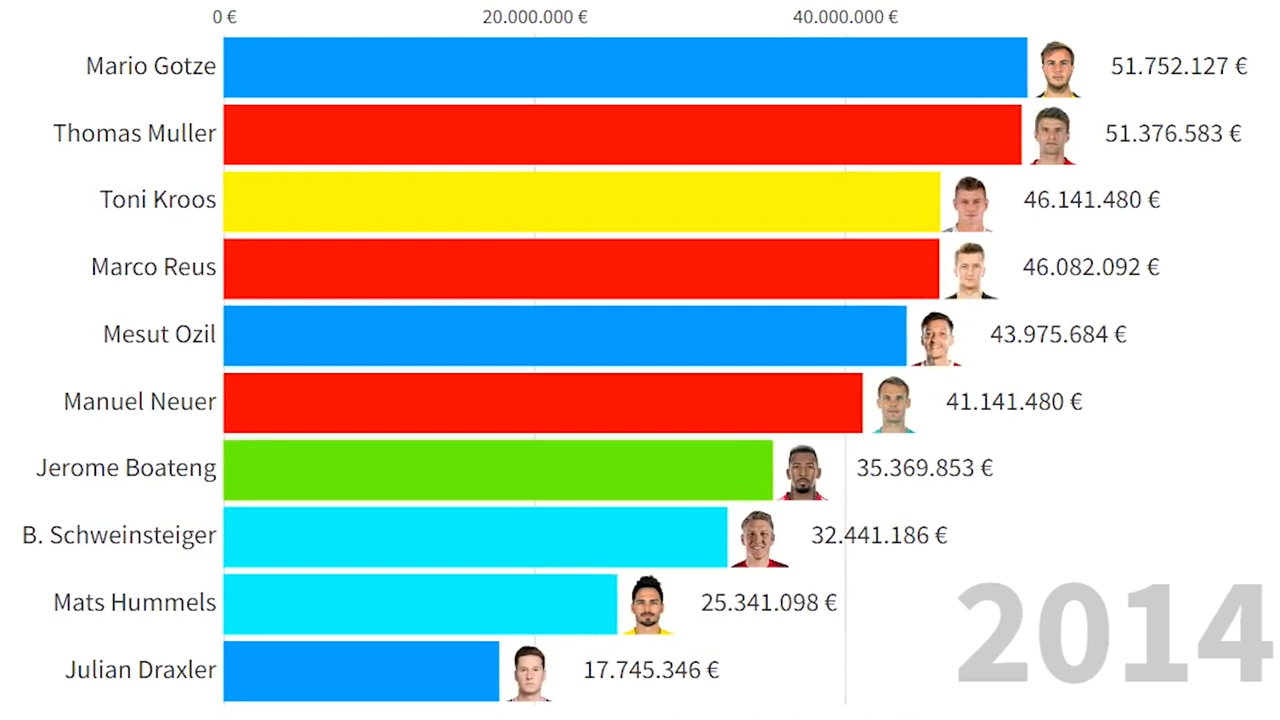 0 € 20.000.000 € 40.000.000 €
Mario Gotze 51.752.127 €
Thomas Muller 51.376.583 €
Toni Kroos 46.141.480 €
Marco Reus 46.082.092 €
Mesut Ozil 43.975.684 €
Manuel Neuer 41.141.480 €
Jerome Boateng 35.369.853 €
B. Schweinsteiger 32.441.186 €
Mats Hummels 25.341.098 €
Julian Draxler 17.745.346 €
2014